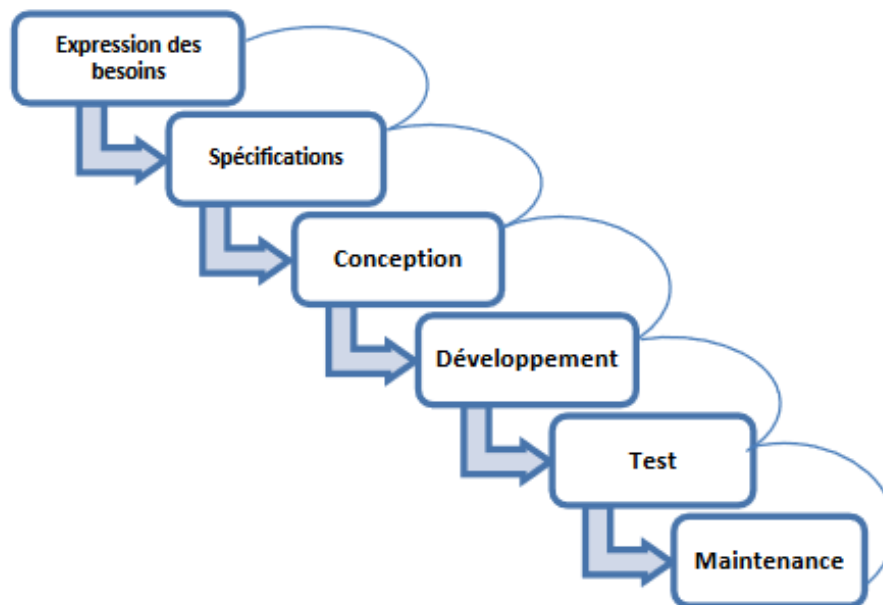 Expression des
besoins
Spécifications
Conception
Développement
Test
Maintenance